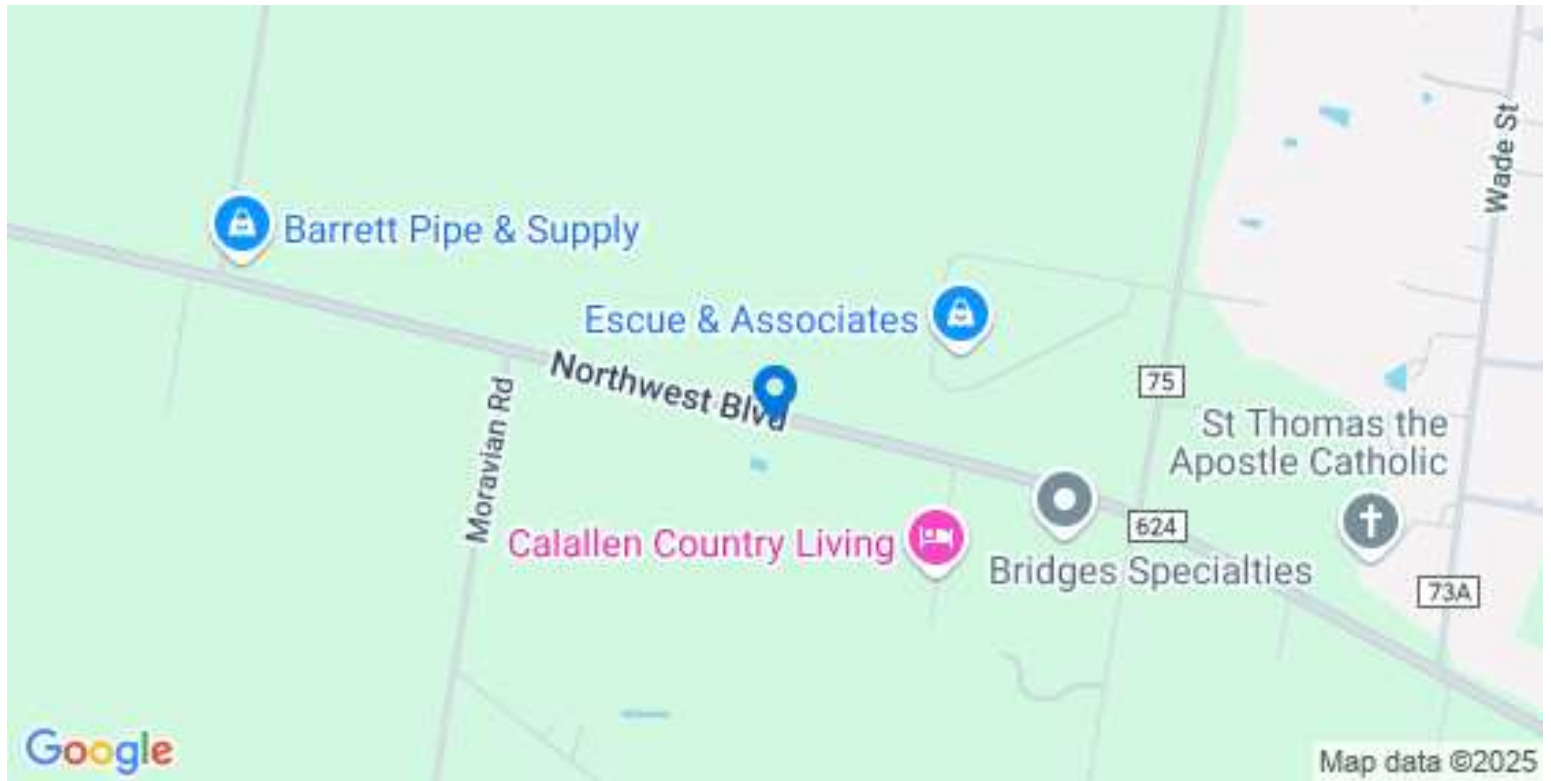 Wade St
Barrett Pipe & Supply
Escue & Associates
Northwest Blvd
75
Moravian Rd
St Thomas the
Apostle Catholic
624
Calallen Country Living
Bridges Specialties
73A
Google
Map data ©2025